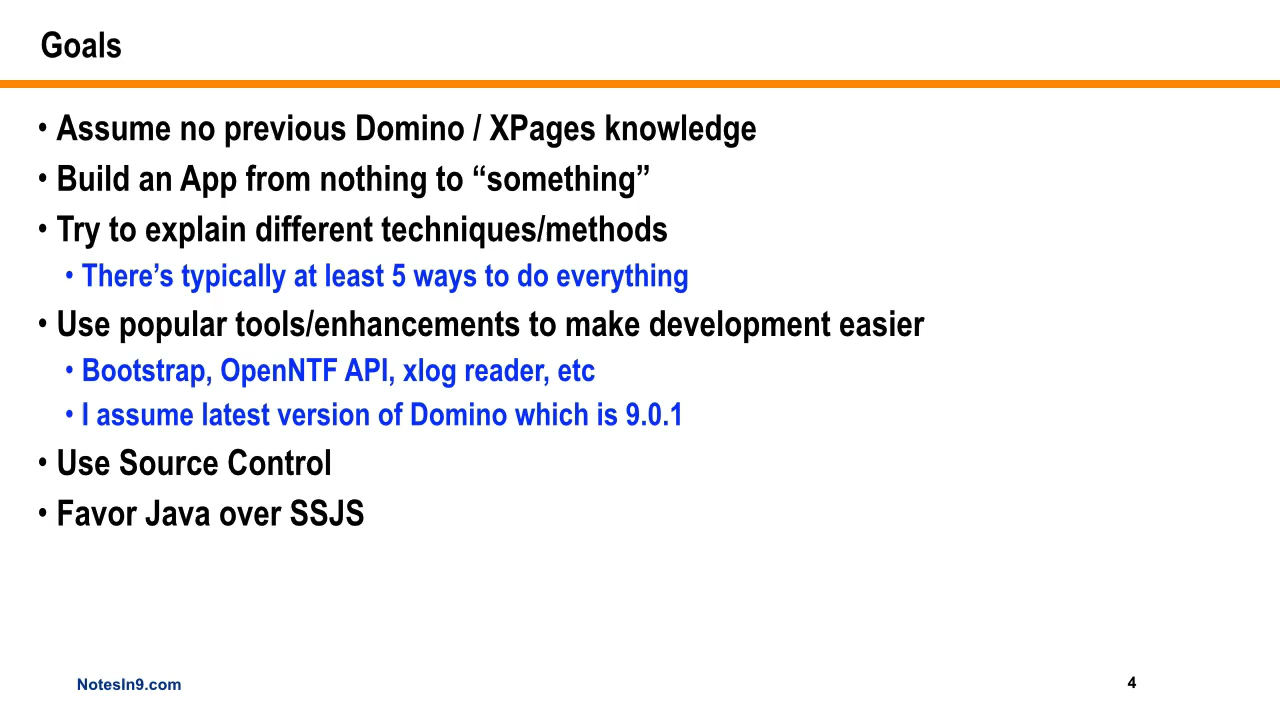 Goals
• Assume no previous Domino / XPages knowledge
• Build an App from nothing to “something”
• Try to explain different techniques/methods
• There’s typically at least 5 ways to do everything
• Use popular tools/enhancements to make development easier
• Bootstrap, OpenNTF API, xlog reader, etc
• I assume latest version of Domino which is 9.0.1
• Use Source Control
• Favor Java over SSJS
NotesIn9.com
4